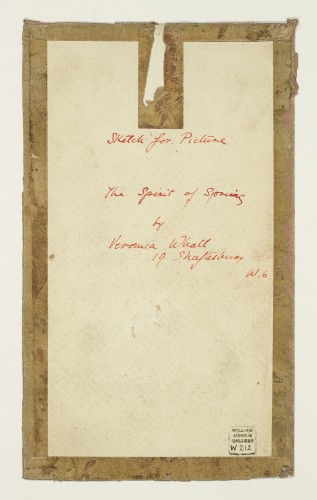 Sketch for Picture
The Spirit of Spring
by
Veronica Whall
19 Shaftesbury
W.6
WILLIAM
MORRIS
GALLERY
W 212